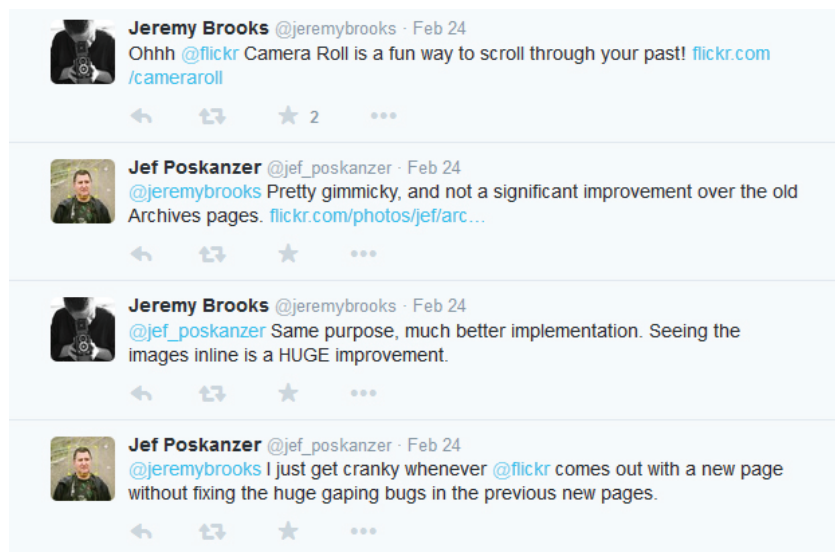 Jeremy Brooks @jeremybrooks · Feb 24
Ohhh @flickr Camera Roll is a fun way to scroll through your past! flickr.com
/cameraroll
2
Jef Poskanzer @jef_poskanzer · Feb 24
@jeremybrooks Pretty gimmicky, and not a significant improvement over the old
Archives pages. flickr.com/photos/jef/arc…
Jeremy Brooks @jeremybrooks · Feb 24
@jef_poskanzer Same purpose, much better implementation. Seeing the
images inline is a HUGE improvement.
Jef Poskanzer @jef_poskanzer · Feb 24
@jeremybrooks I just get cranky whenever @flickr comes out with a new page
without fixing the huge gaping bugs in the previous new pages.